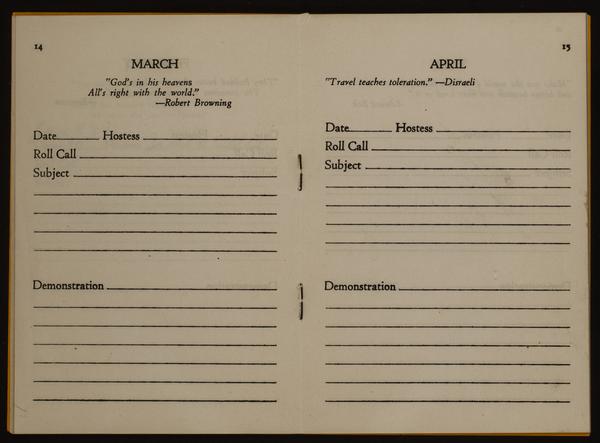 14
MARCH
"God's in his heavens
All's right with the world."
—Robert Browning
Date Hostess
Roll Call
Subject
Demonstration
15
APRIL
"Travel teaches toleration." —Disraeli
Date Hostess
Roll Call
Subject
Demonstration